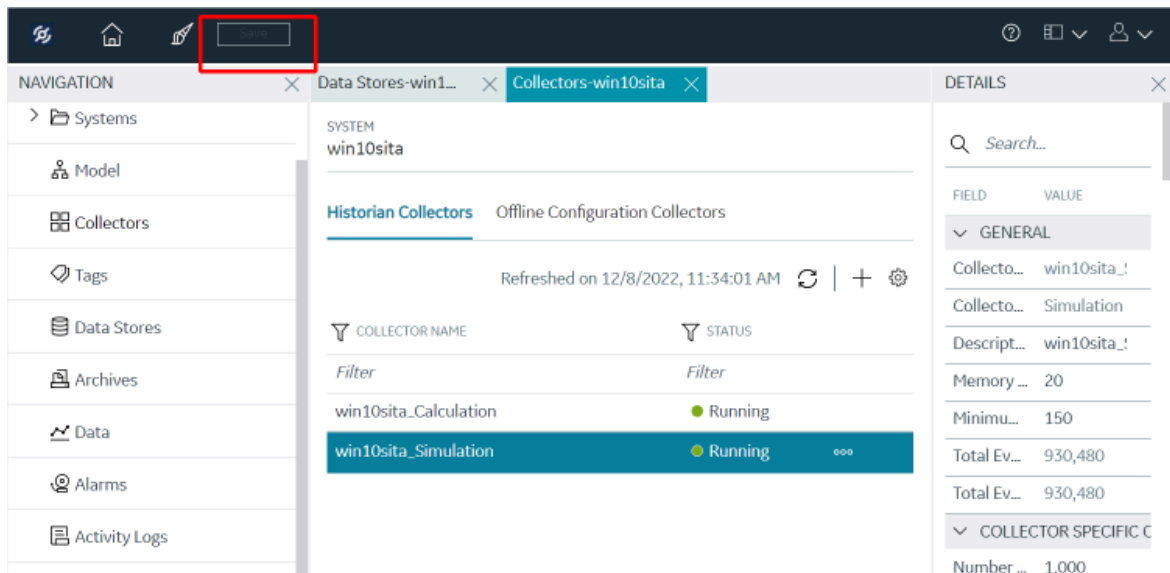 Save
NAVIGATION
Systems
Model
Collectors
Tags
Data Stores
Archives
Data
Alarms
Activity Logs
Data Stores-win1... Collectors-win10sita
SYSTEM
win10sita
Historian Collectors Offline Configuration Collectors
Refreshed on 12/8/2022, 11:34:01 AM
COLLECTOR NAME STATUS
Filter Filter
win10sita_Calculation Running
win10sita_Simulation Running
DETAILS
Search...
FIELD VALUE
GENERAL
Collecto... win10sita_
Collecto... Simulation
Descript... win10sita_
Memory ... 20
Minimu... 150
Total Ev... 930,480
Total Ev... 930,480
COLLECTOR SPECIFIC
Number ... 1,000